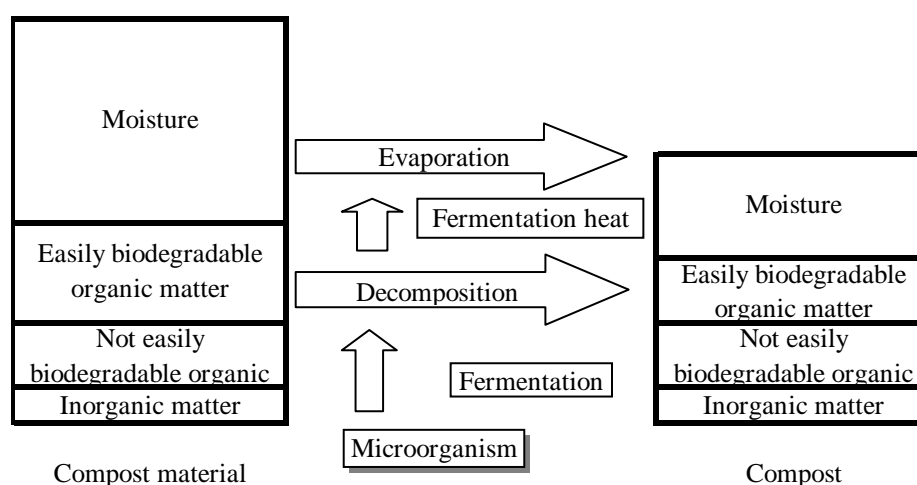 Moisture
Easily biodegradable
organic matter
Not easily
biodegradable organic
Inorganic matter
Compost material
Evaporation
Fermentation heat
Decomposition
Fermentation
Microorganism
Moisture
Easily biodegradable
organic matter
Not easily
biodegradable organic
Inorganic matter
Compost